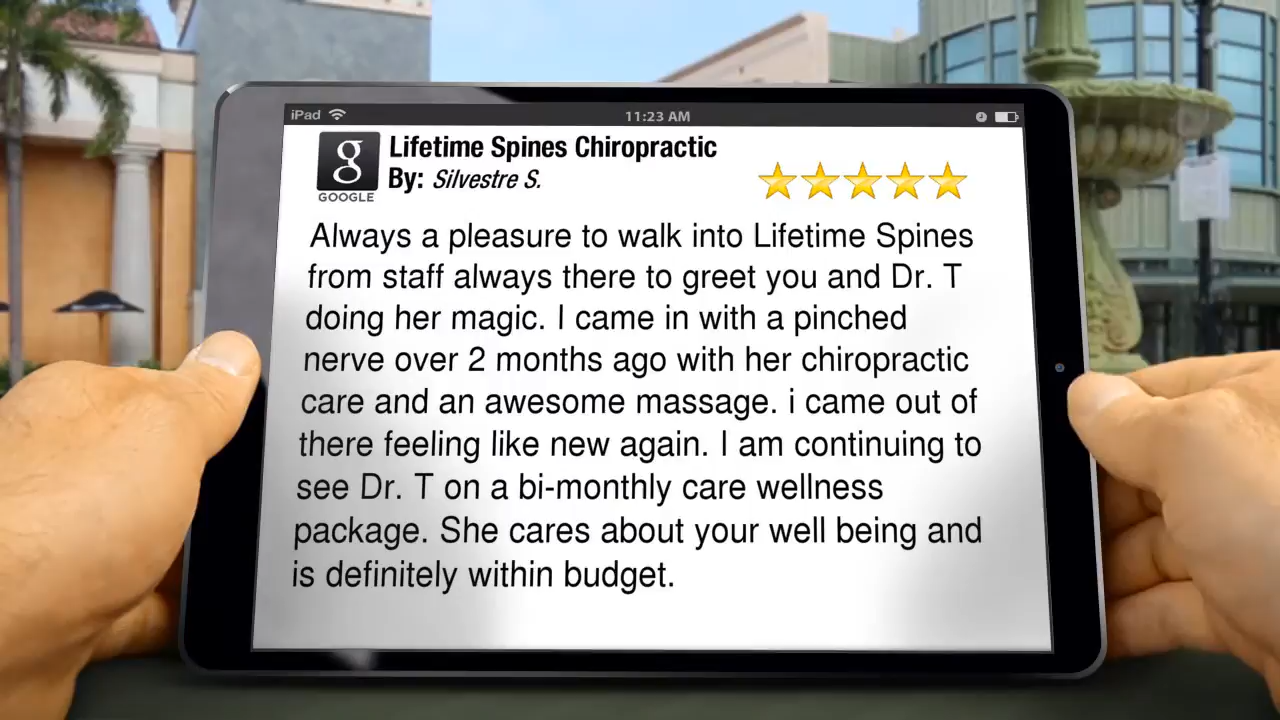 iPad
11:23 AM
g
GOOGLE
Lifetime Spines Chiropractic
By: Silvestre S.
Always a pleasure to walk into Lifetime Spines
from staff always there to greet you and Dr. T
doing her magic. I came in with a pinched
nerve over 2 months ago with her chiropractic
care and an awesome massage. i came out of
there feeling like new again. I am continuing to
see Dr. T on a bi-monthly care wellness
package. She cares about your well being and
is definitely within budget.